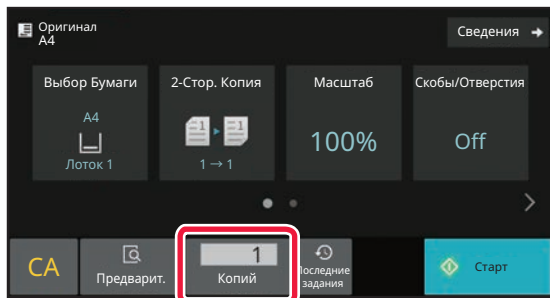 Оригинал
A4
Сведения
Выбор Бумаги
A4
Лоток 1
2-Стор. Копия
1 → 1
Масштаб
100%
Скобы/Отверстия
Off
CA
Предварит.
1
Копий
Последние
задания
Старт